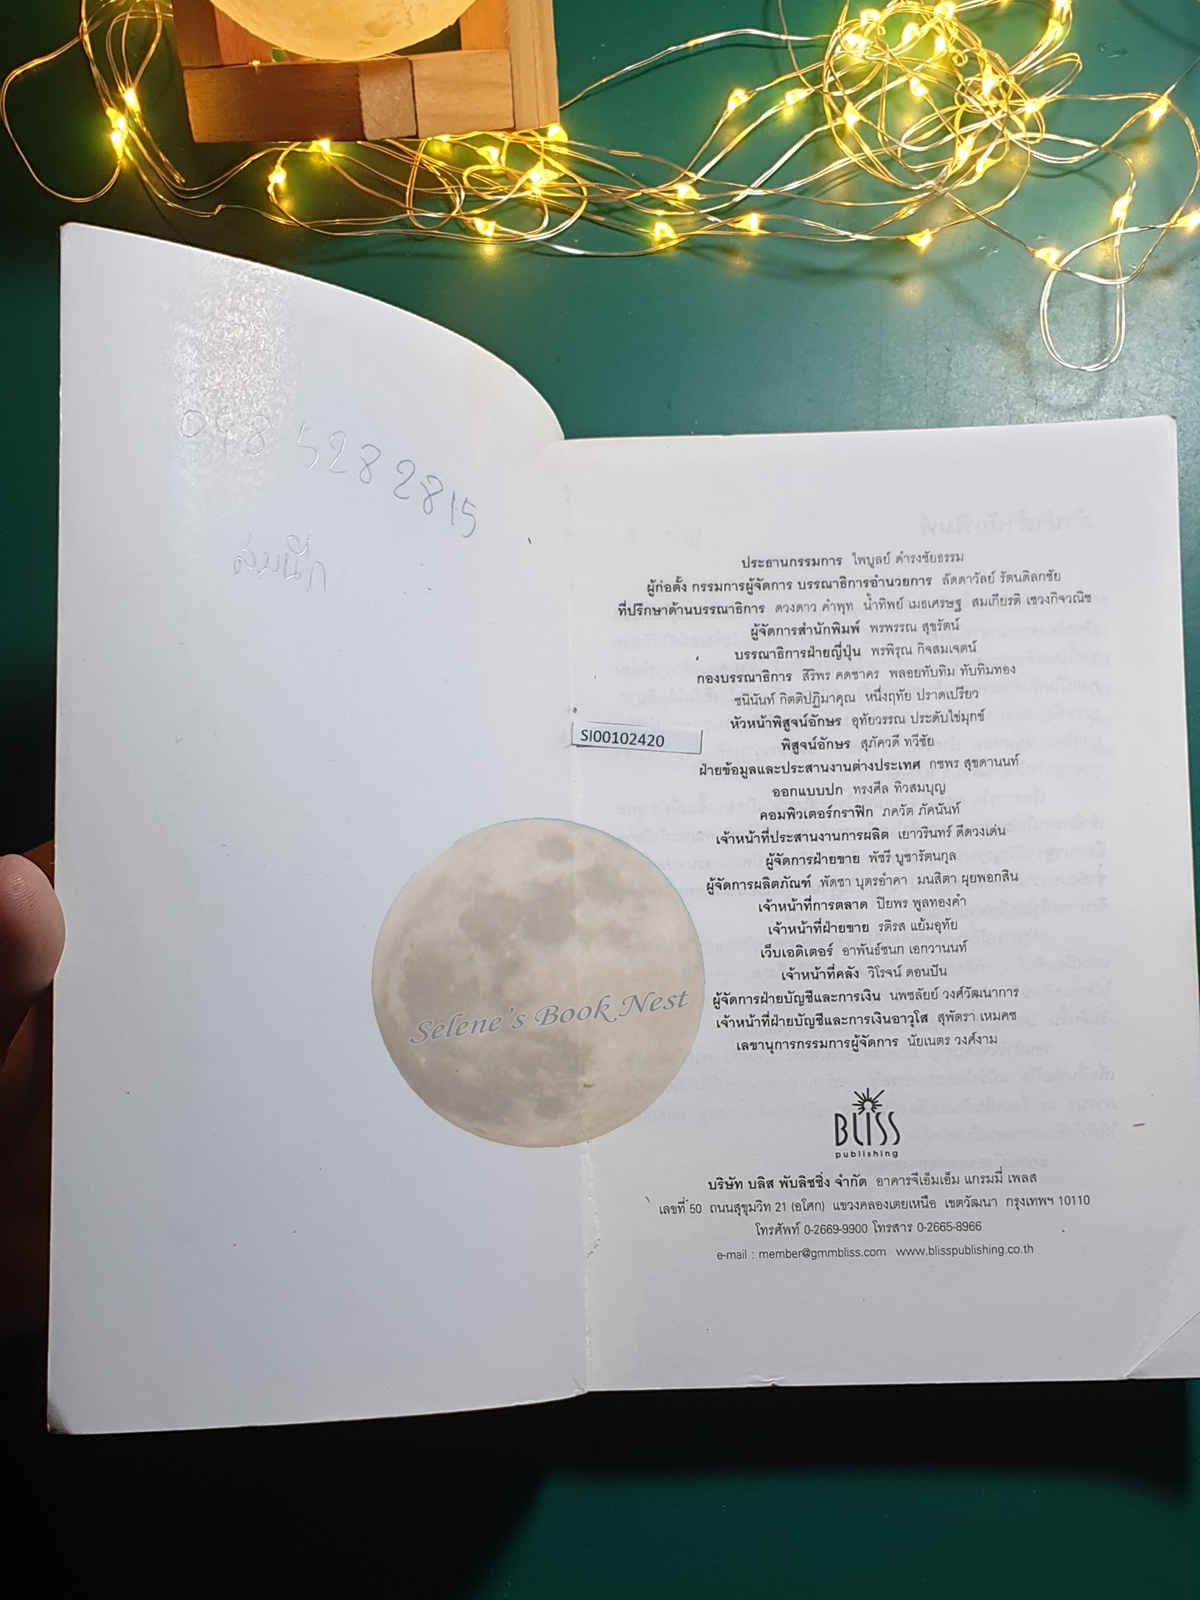 098 5282815
สมนึก
ประธานกรรมการ ไพบูลย์ ดำรงชัยธรรม
ผู้ก่อตั้ง กรรมการผู้จัดการ บรรณาธิการอำนวยการ ลัดดาวัลย์ รัตนดิลกชัย
ที่ปรึกษาด้านบรรณาธิการ ดวงดาว คำพุท น้ำทิพย์ เมธเศรษฐ สมเกียรติ เชวงกิจวณิช
ผู้จัดการสำนักพิมพ์ พรพรรณ สุขรัตน์
บรรณาธิการฝ่ายญี่ปุ่น พรพิรุณ กิจสมเจตน์
กองบรรณาธิการ สิริพร คดชาคร พลอยทับทิม ทับทิมทอง
ชนินันท์ กิตติปฏิมาคุณ หนึ่งฤทัย ปราดเปรียว
หัวหน้าพิสูจน์อักษร อุทัยวรรณ ประดับไข่มุกข์
SI00102420
พิสูจน์อักษร สุภัควดี ทวีชัย
ฝ่ายข้อมูลและประสานงานต่างประเทศ กชพร สุขดานนท์
ออกแบบปก ทรงศีล ทิวสมบุญ
คอมพิวเตอร์กราฟิก ภควัต ภัคนันท์
เจ้าหน้าที่ประสานงานการผลิต เยาวรินทร์ ดีดวงเด่น
ผู้จัดการฝ่ายขาย พัชรี บูชารัตนกุล
ผู้จัดการผลิตภัณฑ์ พัดชา บุตรอำคา มนสิตา ผุยพอกสิน
เจ้าหน้าที่การตลาด ปิยพร พูลทองคำ
เจ้าหน้าที่ฝ่ายขาย รติรส แย้มอุทัย
เว็บเอดิเตอร์ อาพันธ์ชนก เอกวานนท์
เจ้าหน้าที่คลัง วิโรจน์ ดอนปัน
ผู้จัดการฝ่ายบัญชีและการเงิน นพชลัยย์ วงศ์วัฒนาการ
เจ้าหน้าที่ฝ่ายบัญชีและการเงินอาวุโส สุพัตรา เหมคช
เลขานุการกรรมการผู้จัดการ นัยเนตร วงศ์งาม
Selene's Book Nest
BLISS
publishing
บริษัท บลิส พับลิชชิ่ง จำกัด อาคารจีเอ็มเอ็ม แกรมมี่ เพลส
เลขที่ 50 ถนนสุขุมวิท 21 (อโศก) แขวงคลองเตยเหนือ เขตวัฒนา กรุงเทพฯ 10110
โทรศัพท์ 0-2669-9900 โทรสาร 0-2665-8966
e-mail : member@gmmbliss.com www.blisspublishing.co.th